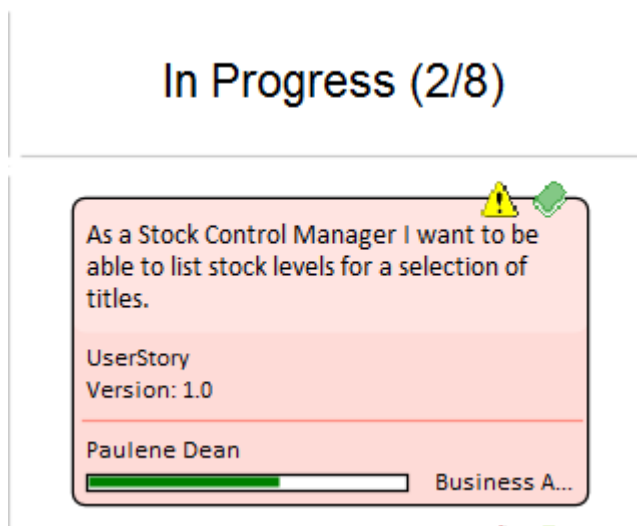 In Progress (2/8)
As a Stock Control Manager I want to be
able to list stock levels for a selection of
titles.
UserStory
Version: 1.0
Paulene Dean
Business A...